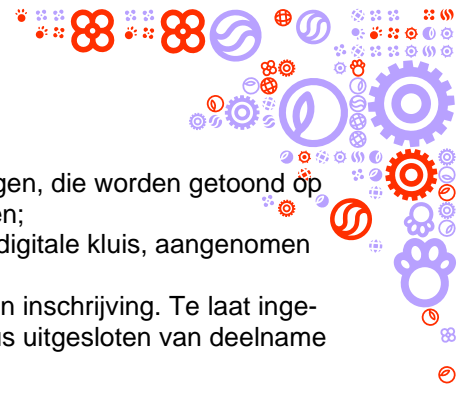 gen, die worden getoond op
en;
digitale kluis, aangenomen
n inschrijving. Te laat inge-
us uitgesloten van deelname